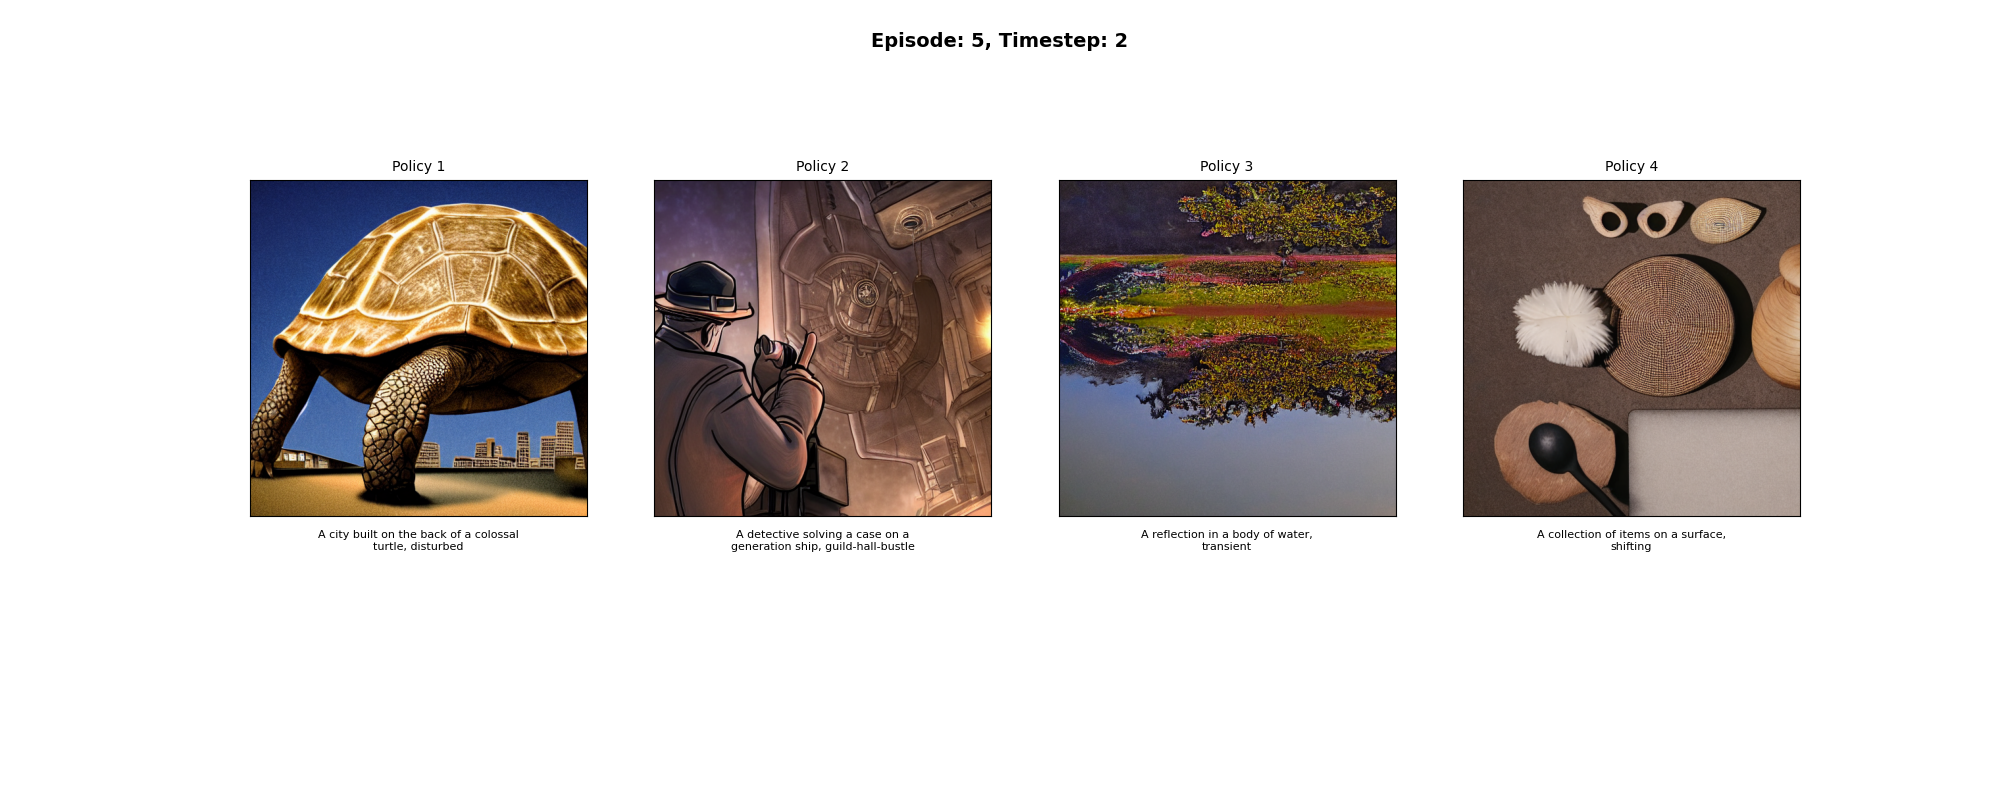 Episode: 5, Timestep: 2
Policy 1
Policy 2
Policy 3
Policy 4
A city built on the back of a colossal
turtle, disturbed
A detective solving a case on a
generation ship, guild-hall-bustle
A reflection in a body of water,
transient
A collection of items on a surface,
shifting